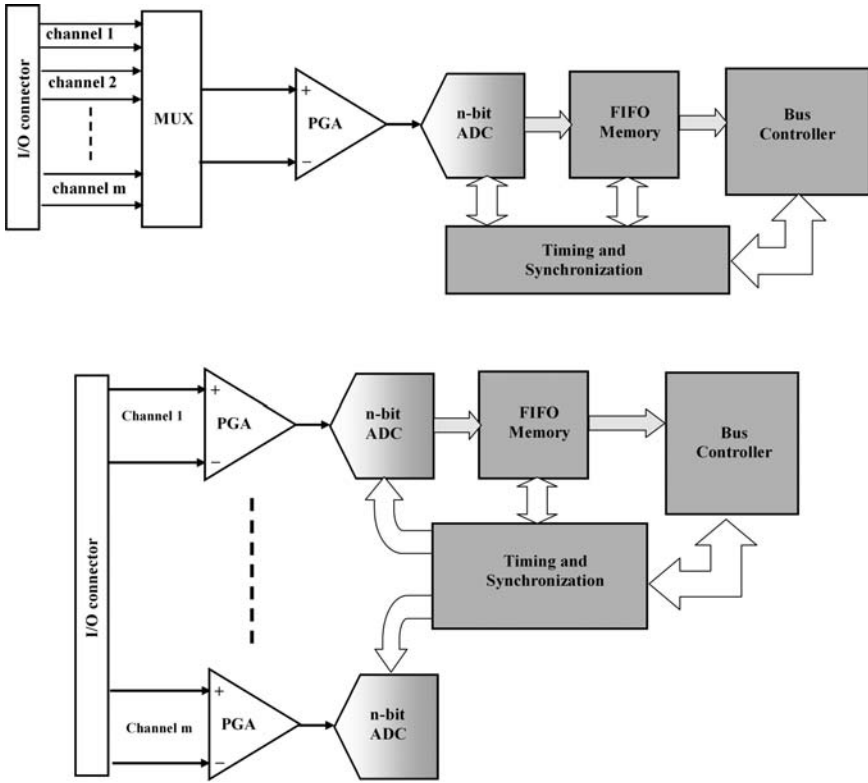 I/O connector
channel 1
channel 2
channel m
MUX
+
−
PGA
n-bit
ADC
FIFO
Memory
Bus
Controller
Timing and
Synchronization
I/O connector
Channel 1
+
−
PGA
n-bit
ADC
FIFO
Memory
Bus
Controller
Timing and
Synchronization
Channel m
+
−
PGA
n-bit
ADC